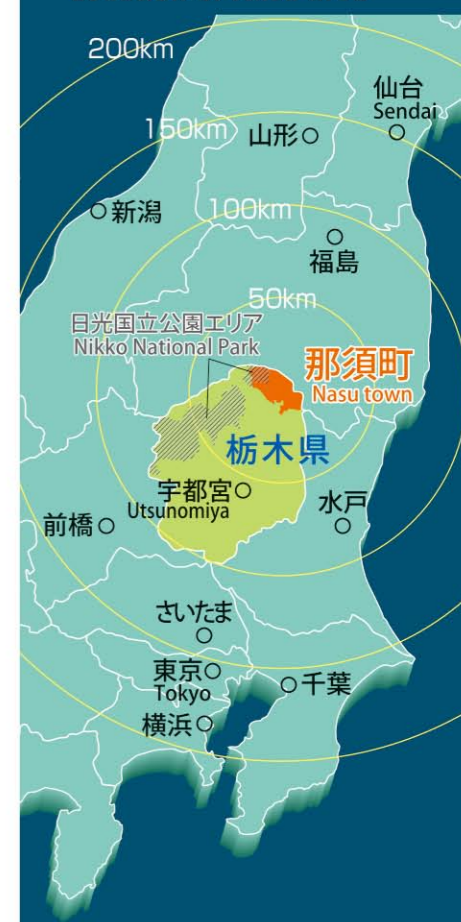 200km
仙台
Sendai
150km
山形
新潟
100km
福島
50km
日光国立公園エリア
Nikko National Park
那須町
Nasu town
栃木県
宇都宮
Utsunomiya
水戸
前橋
さいたま
東京
Tokyo
千葉
横浜